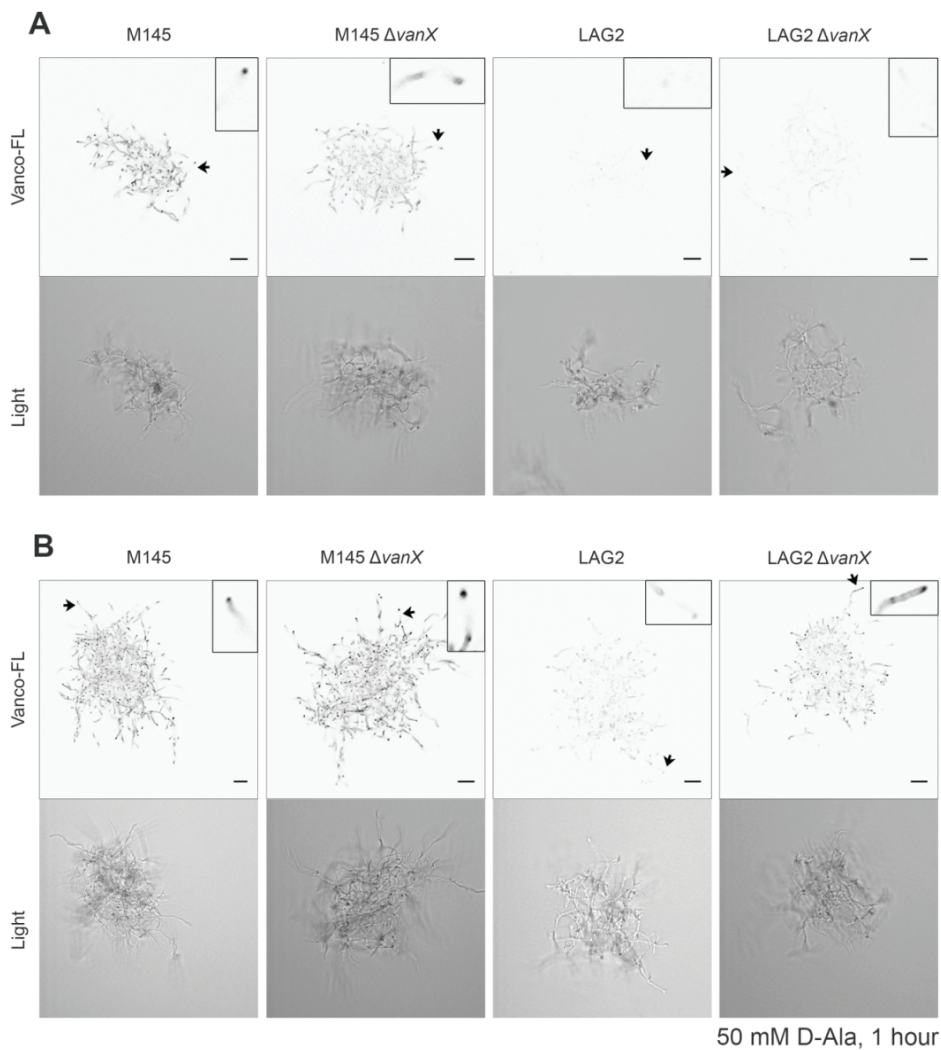 A
M145 M145 ΔvanX LAG2 LAG2 ΔvanX
Vanco-FL
Light
B
M145 M145 ΔvanX LAG2 LAG2 ΔvanX
Vanco-FL
Light
50 mM D-Ala, 1 hour